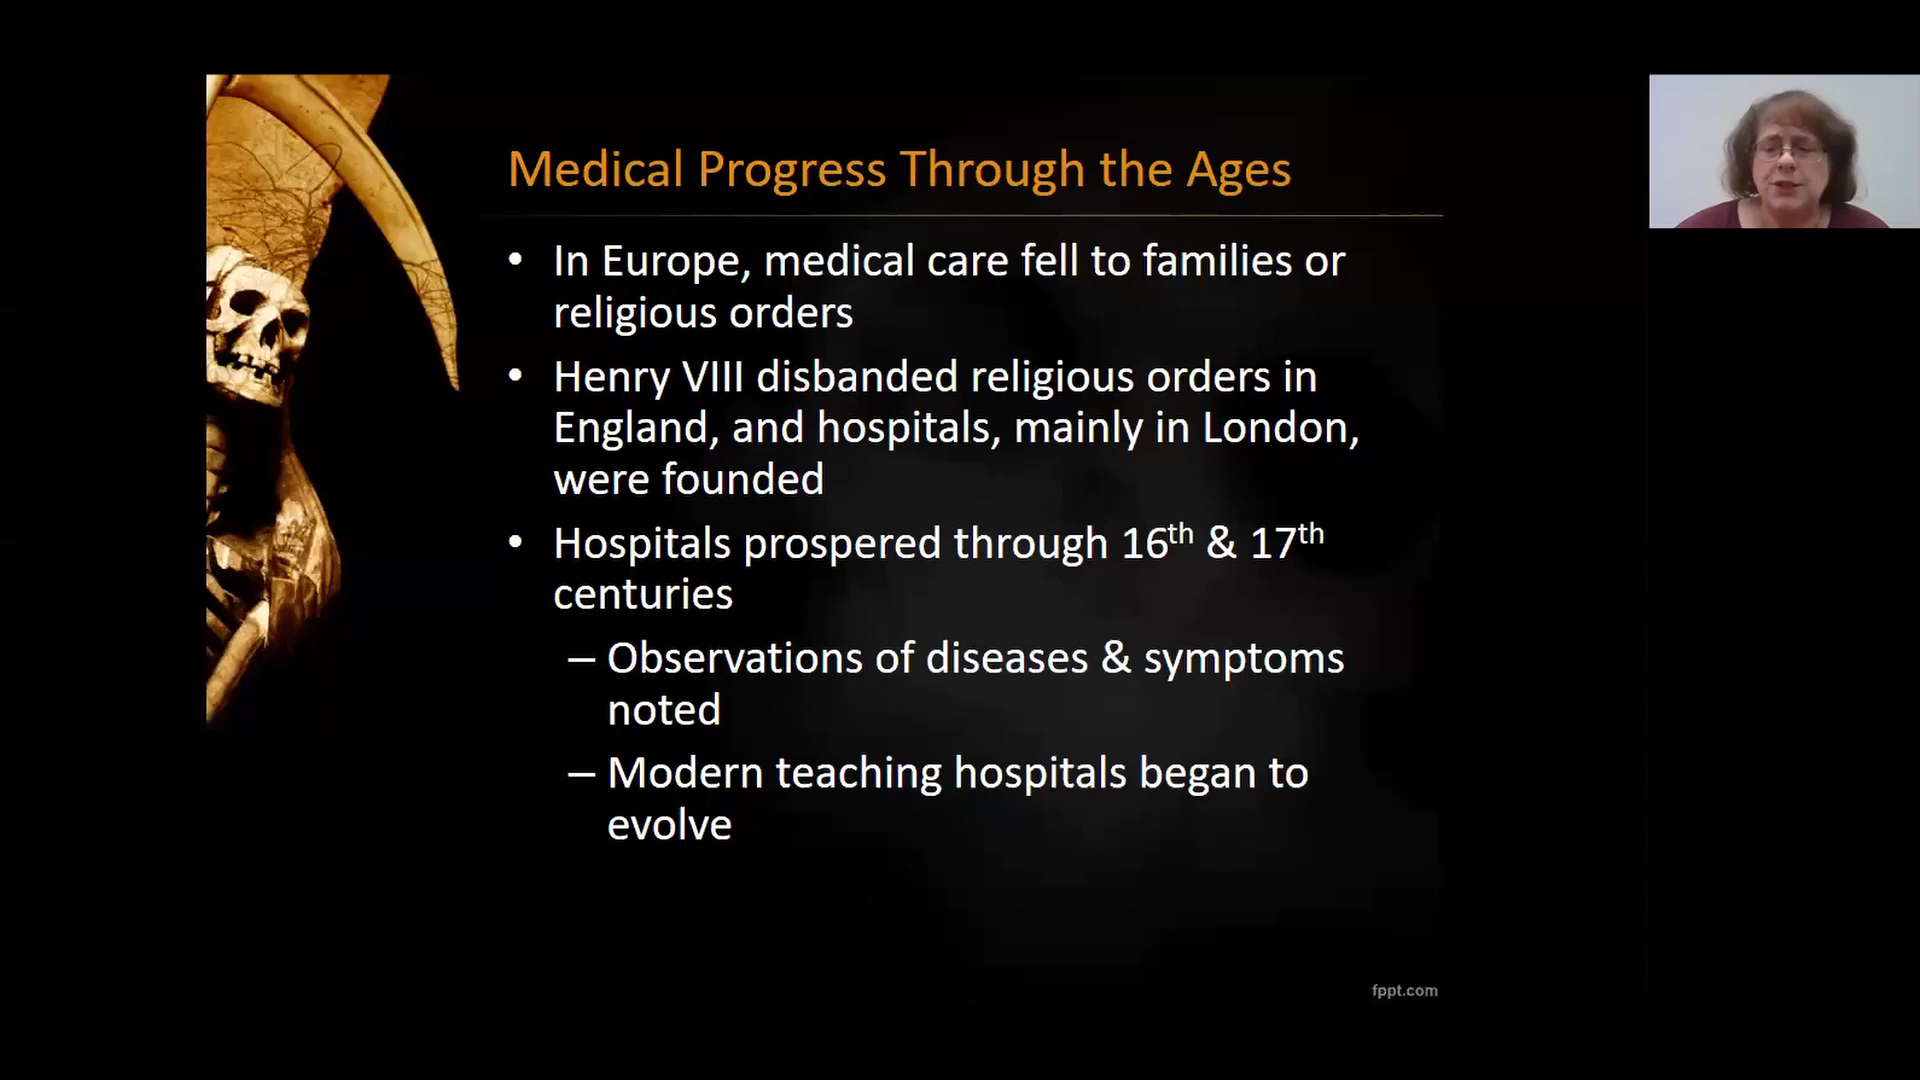 Medical Progress Through the Ages
• In Europe, medical care fell to families or
religious orders
• Henry VIII disbanded religious orders in
England, and hospitals, mainly in London,
were founded
• Hospitals prospered through 16th & 17th
centuries
– Observations of diseases & symptoms
noted
– Modern teaching hospitals began to
evolve
fppt.com